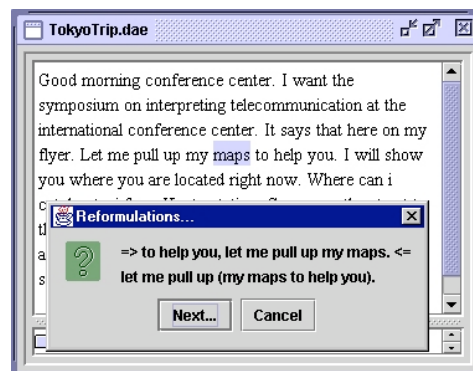 TokyoTrip.dae
Good morning conference center. I want the
symposium on interpreting telecommunication at the
international conference center. It says that here on my
flyer. Let me pull up my maps to help you. I will show
you where you are located right now. Where can i
Reformulations...
=> to help you, let me pull up my maps. <=
let me pull up (my maps to help you).
Next...
Cancel